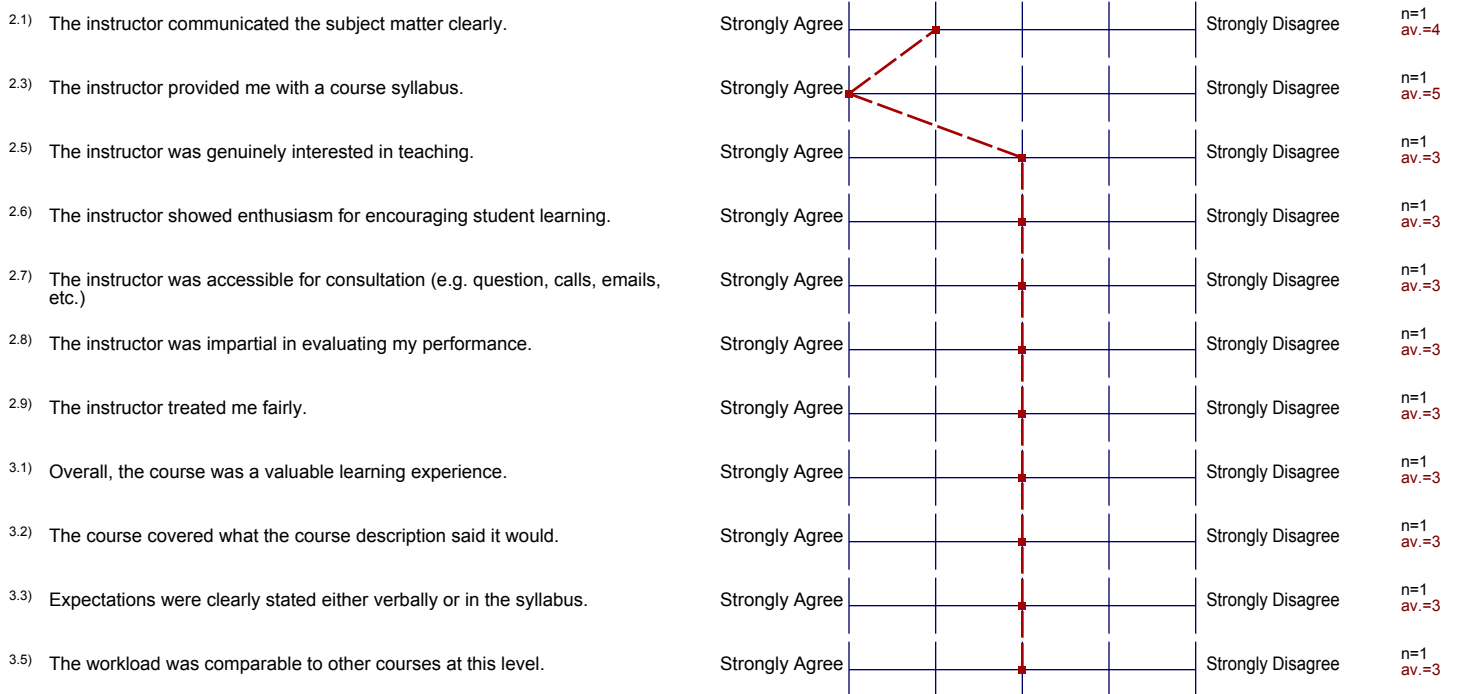 2.1) The instructor communicated the subject matter clearly. Strongly Agree Strongly Disagree n=1
av.=4
2.3) The instructor provided me with a course syllabus. Strongly Agree Strongly Disagree n=1
av.=5
2.5) The instructor was genuinely interested in teaching. Strongly Agree Strongly Disagree n=1
av.=3
2.6) The instructor showed enthusiasm for encouraging student learning. Strongly Agree Strongly Disagree n=1
av.=3
2.7) The instructor was accessible for consultation (e.g. question, calls, emails, Strongly Agree Strongly Disagree n=1
etc.) av.=3
2.8) The instructor was impartial in evaluating my performance. Strongly Agree Strongly Disagree n=1
av.=3
2.9) The instructor treated me fairly. Strongly Agree Strongly Disagree n=1
av.=3
3.1) Overall, the course was a valuable learning experience. Strongly Agree Strongly Disagree n=1
av.=3
3.2) The course covered what the course description said it would. Strongly Agree Strongly Disagree n=1
av.=3
3.3) Expectations were clearly stated either verbally or in the syllabus. Strongly Agree Strongly Disagree n=1
av.=3
3.5) The workload was comparable to other courses at this level. Strongly Agree Strongly Disagree n=1
av.=3